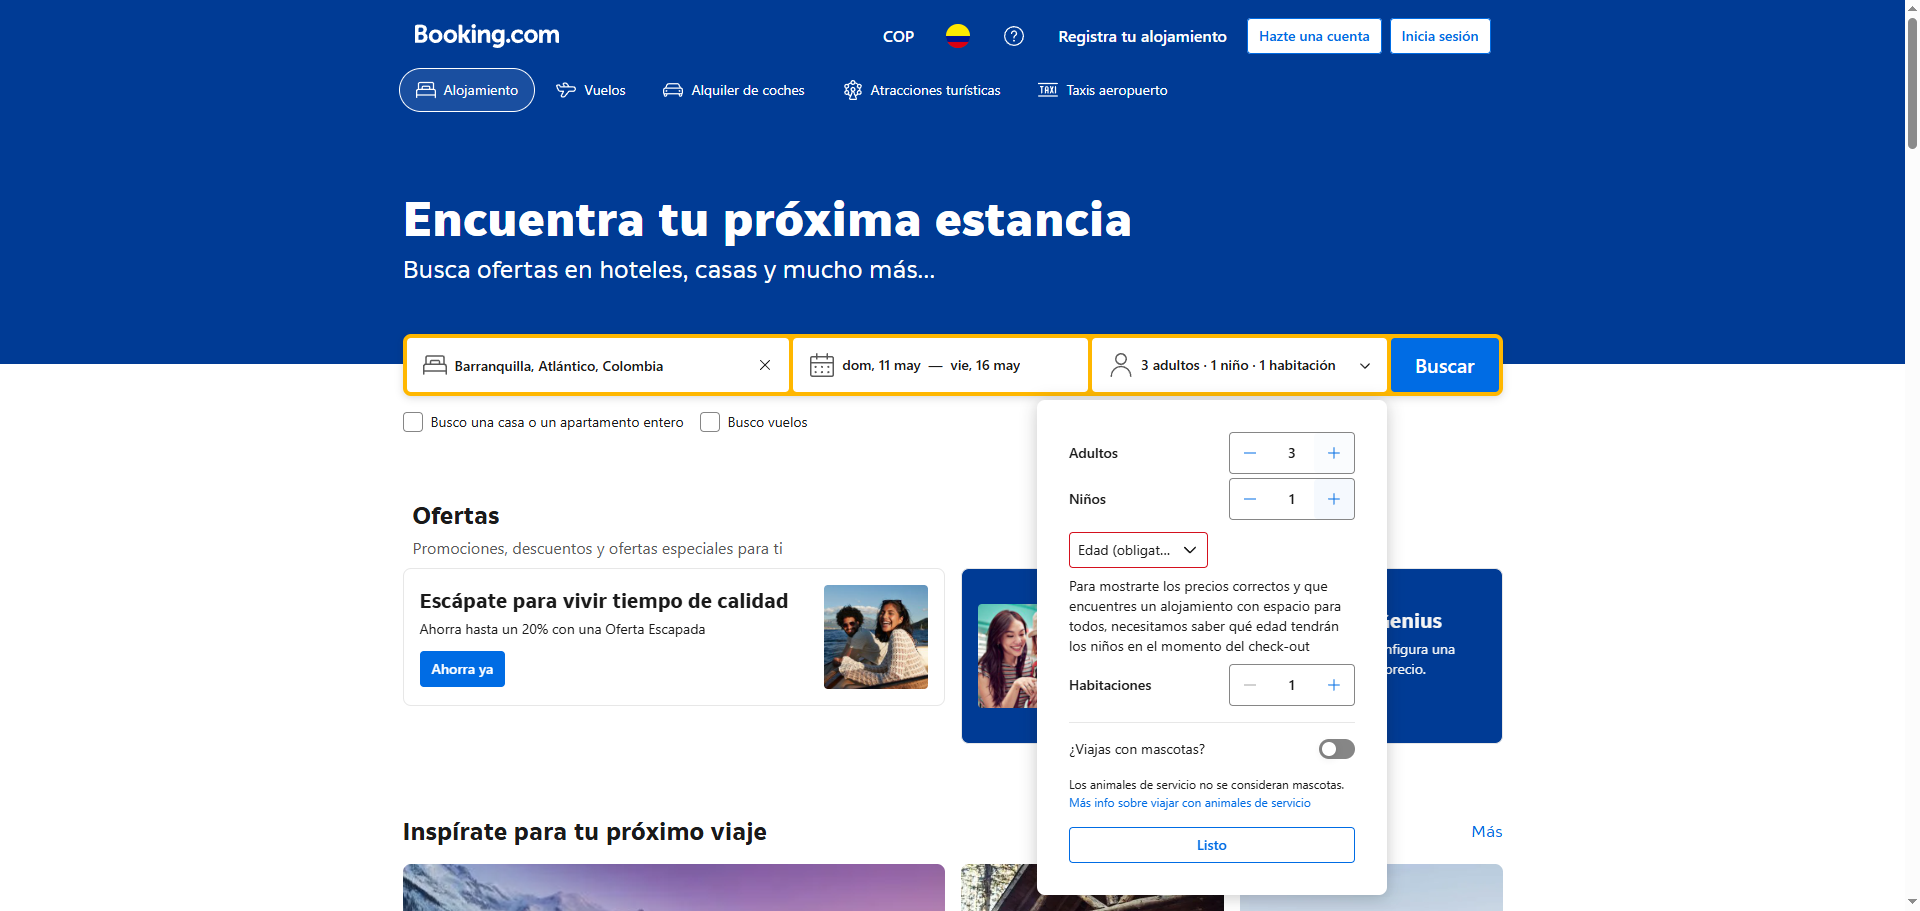 Booking.com
COP
Registra tu alojamiento
Hazte una cuenta
Inicia sesión
Alojamiento
Vuelos
Alquiler de coches
Atracciones turísticas
TAXI
Taxis aeropuerto
Encuentra tu próxima estancia
Busca ofertas en hoteles, casas y mucho más...
Barranquilla, Atlántico, Colombia
dom, 11 may — vie, 16 may
3 adultos · 1 niño · 1 habitación
Buscar
Busco una casa o un apartamento entero
Busco vuelos
Adultos
3
Niños
1
Edad (obligat...
Para mostrarte los precios correctos y que
encuentres un alojamiento con espacio para
todos, necesitamos saber qué edad tendrán
los niños en el momento del check-out
Habitaciones
1
¿Viajas con mascotas?
Los animales de servicio no se consideran mascotas.
Más info sobre viajar con animales de servicio
Listo
Ofertas
Promociones, descuentos y ofertas especiales para ti
Escápate para vivir tiempo de calidad
Ahorra hasta un 20% con una Oferta Escapada
Ahorra ya
Genius
nfigura una
precio.
Inspírate para tu próximo viaje
Más